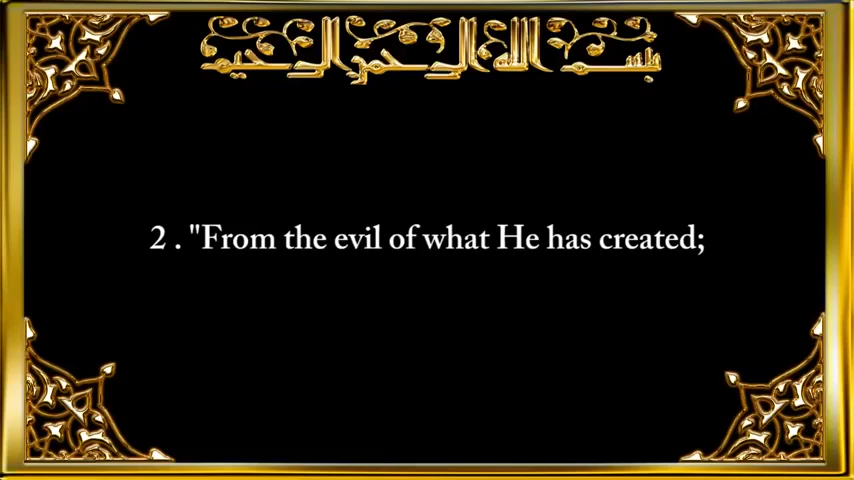 بسم الله الرحمن الرحيم
2 . "From the evil of what He has created;